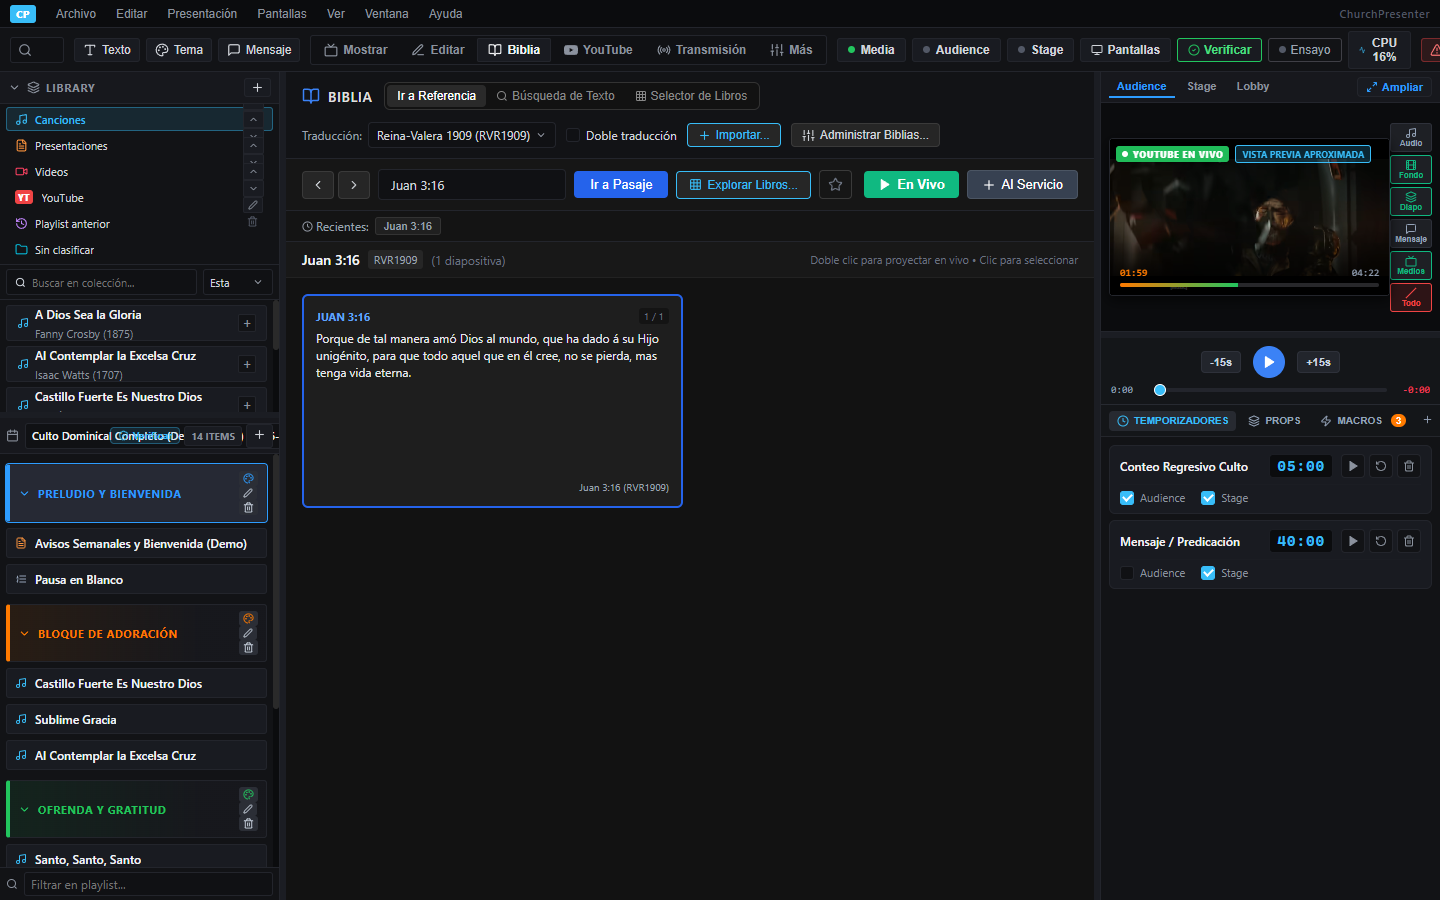 CP Archivo Editar Presentación Pantallas Ver Ventana Ayuda ChurchPresenter
Texto Tema Mensaje Mostrar Editar Biblia YouTube Transmisión Más Media Audience Stage Pantallas Verificar Ensayo CPU 16%
LIBRARY
Canciones
Presentaciones
Videos
YT YouTube
Playlist anterior
Sin clasificar
Buscar en colección... Esta
A Dios Sea la Gloria
Fanny Crosby (1875)
Al Contemplar la Excelsa Cruz
Isaac Watts (1707)
Castillo Fuerte Es Nuestro Dios
Culto Dominical Completo (De 14 ITEMS
PRELUDIO Y BIENVENIDA
Avisos Semanales y Bienvenida (Demo)
Pausa en Blanco
BLOQUE DE ADORACIÓN
Castillo Fuerte Es Nuestro Dios
Sublime Gracia
Al Contemplar la Excelsa Cruz
OFRENDA Y GRATITUD
Santo, Santo, Santo
Filtrar en playlist...
BIBLIA Ir a Referencia Búsqueda de Texto Selector de Libros
Traducción: Reina-Valera 1909 (RVR1909) Doble traducción Importar... Administrar Biblias...
Juan 3:16 Ir a Pasaje Explorar Libros... En Vivo Al Servicio
Recientes: Juan 3:16
Juan 3:16 RVR1909 (1 diapositiva) Doble clic para proyectar en vivo • Clic para seleccionar
JUAN 3:16 1 / 1
Porque de tal manera amó Dios al mundo, que ha dado á su Hijo
unigénito, para que todo aquel que en él cree, no se pierda, mas
tenga vida eterna.
Juan 3:16 (RVR1909)
Audience Stage Lobby Ampliar
YOUTUBE EN VIVO VISTA PREVIA APROXIMADA
01:59 04:22
Audio
Fondo
Diapo
Mensaje
Medios
Todo
-15s +15s
0:00 -0:00
TEMPORIZADORES PROPS MACROS 3
Conteo Regresivo Culto 05:00
Audience Stage
Mensaje / Predicación 40:00
Audience Stage